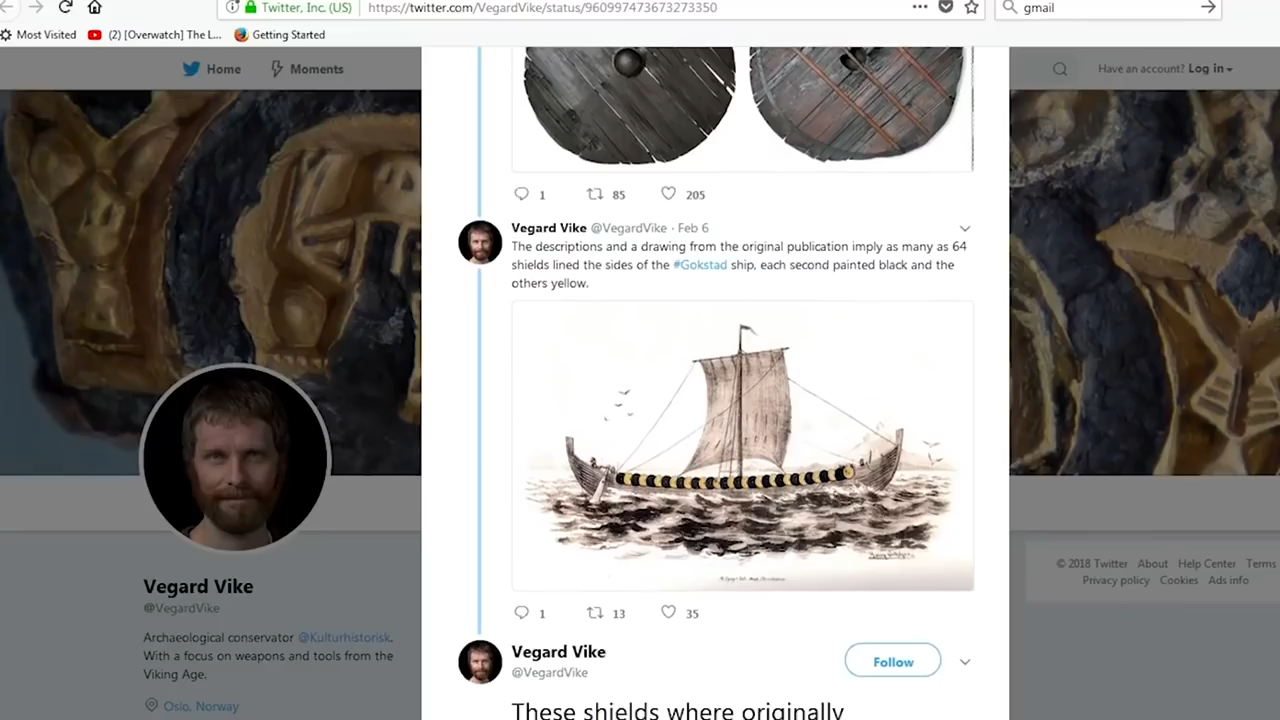 Twitter, Inc. (US)
https://twitter.com/VegardVike/status/960997473673273350
gmail
Most Visited
(2) [Overwatch] The L...
Getting Started
Home
Moments
Have an account? Log in
1
85
205
Vegard Vike @VegardVike · Feb 6
The descriptions and a drawing from the original publication imply as many as 64
shields lined the sides of the #Gokstad ship, each second painted black and the
others yellow.
1
13
35
Vegard Vike
@VegardVike
Follow
These shields where originally
Vegard Vike
@VegardVike
Archaeological conservator @Kulturhistorisk.
With a focus on weapons and tools from the
Viking Age.
Oslo, Norway
© 2018 Twitter About Help Center Terms
Privacy policy Cookies Ads info